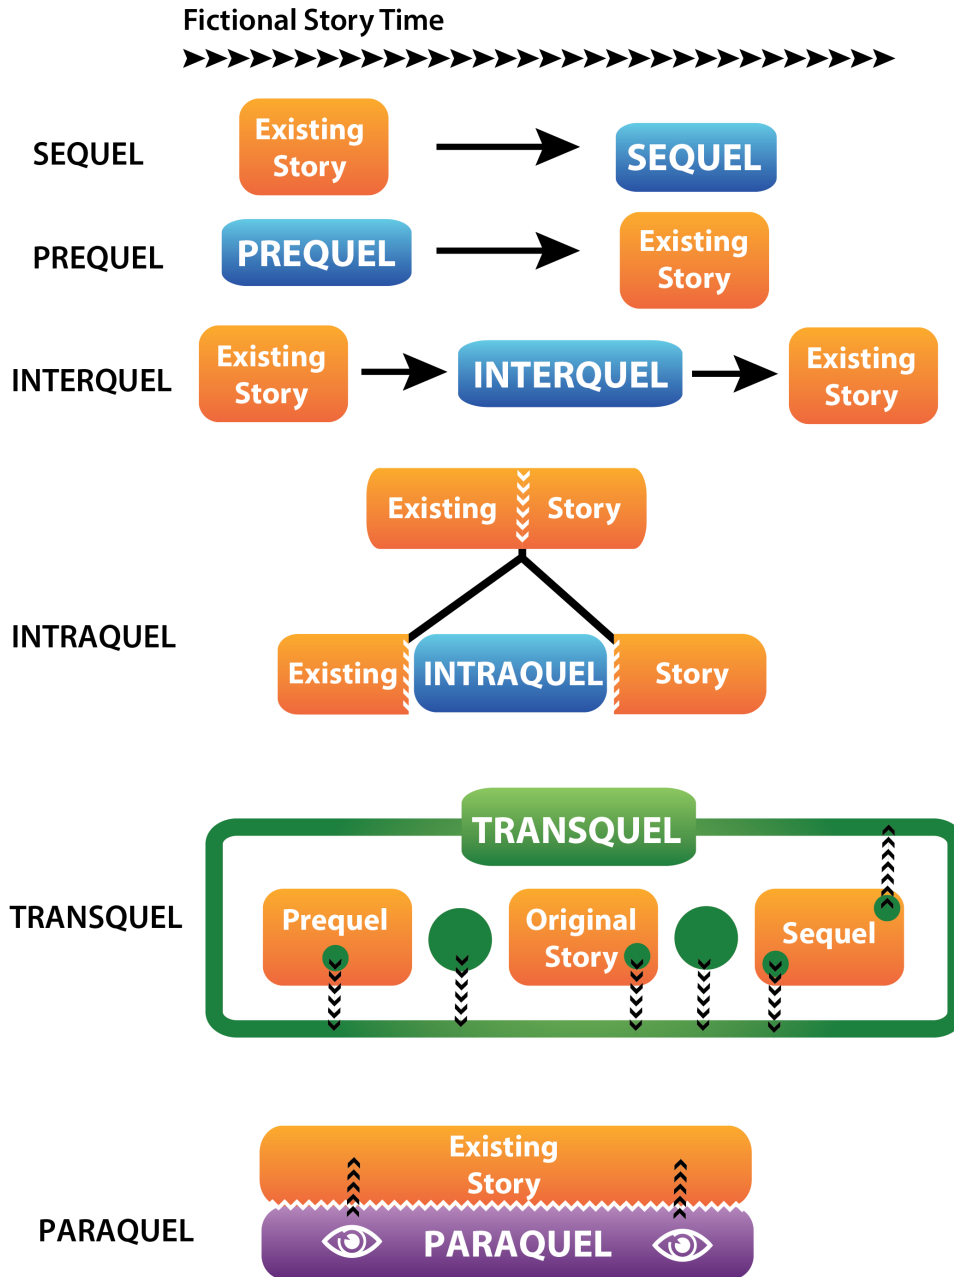 Fictional Story Time
SEQUEL
Existing
Story
SEQUEL
PREQUEL
PREQUEL
Existing
Story
INTERQUEL
Existing
Story
INTERQUEL
Existing
Story
Existing
Story
INTRAQUEL
Existing
INTRAQUEL
Story
TRANSQUEL
TRANSQUEL
Prequel
Original
Story
Sequel
PARAQUEL
Existing
Story
PARAQUEL